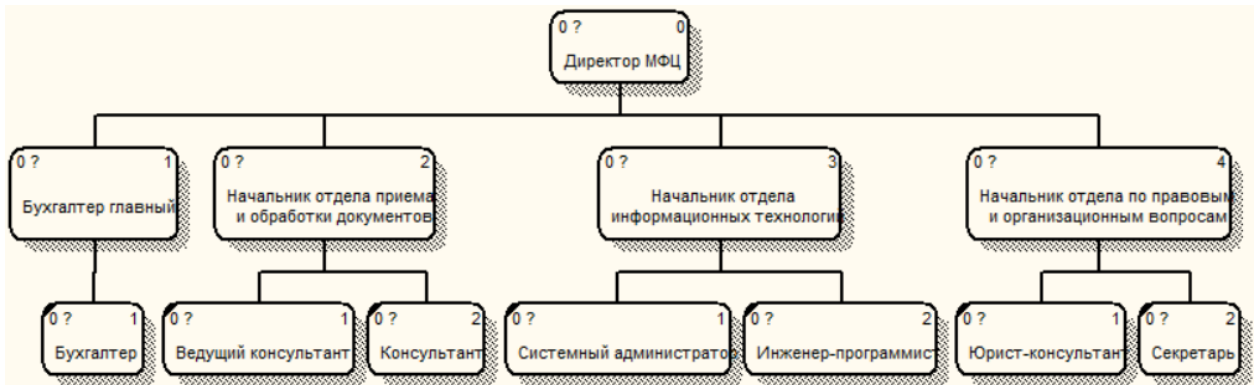 0 ? 0
Директор МФЦ
0 ? 1
Бухгалтер главный
0 ? 2
Начальник отдела приема
и обработки документов
0 ? 3
Начальник отдела
информационных технологий
0 ? 4
Начальник отдела по правовым
и организационным вопросам
0 ? 1
Бухгалтер
0 ? 1
Ведущий консультант
0 ? 2
Консультант
0 ? 1
Системный администратор
0 ? 2
Инженер-программист
0 ? 1
Юрист-консультант
0 ? 2
Секретарь